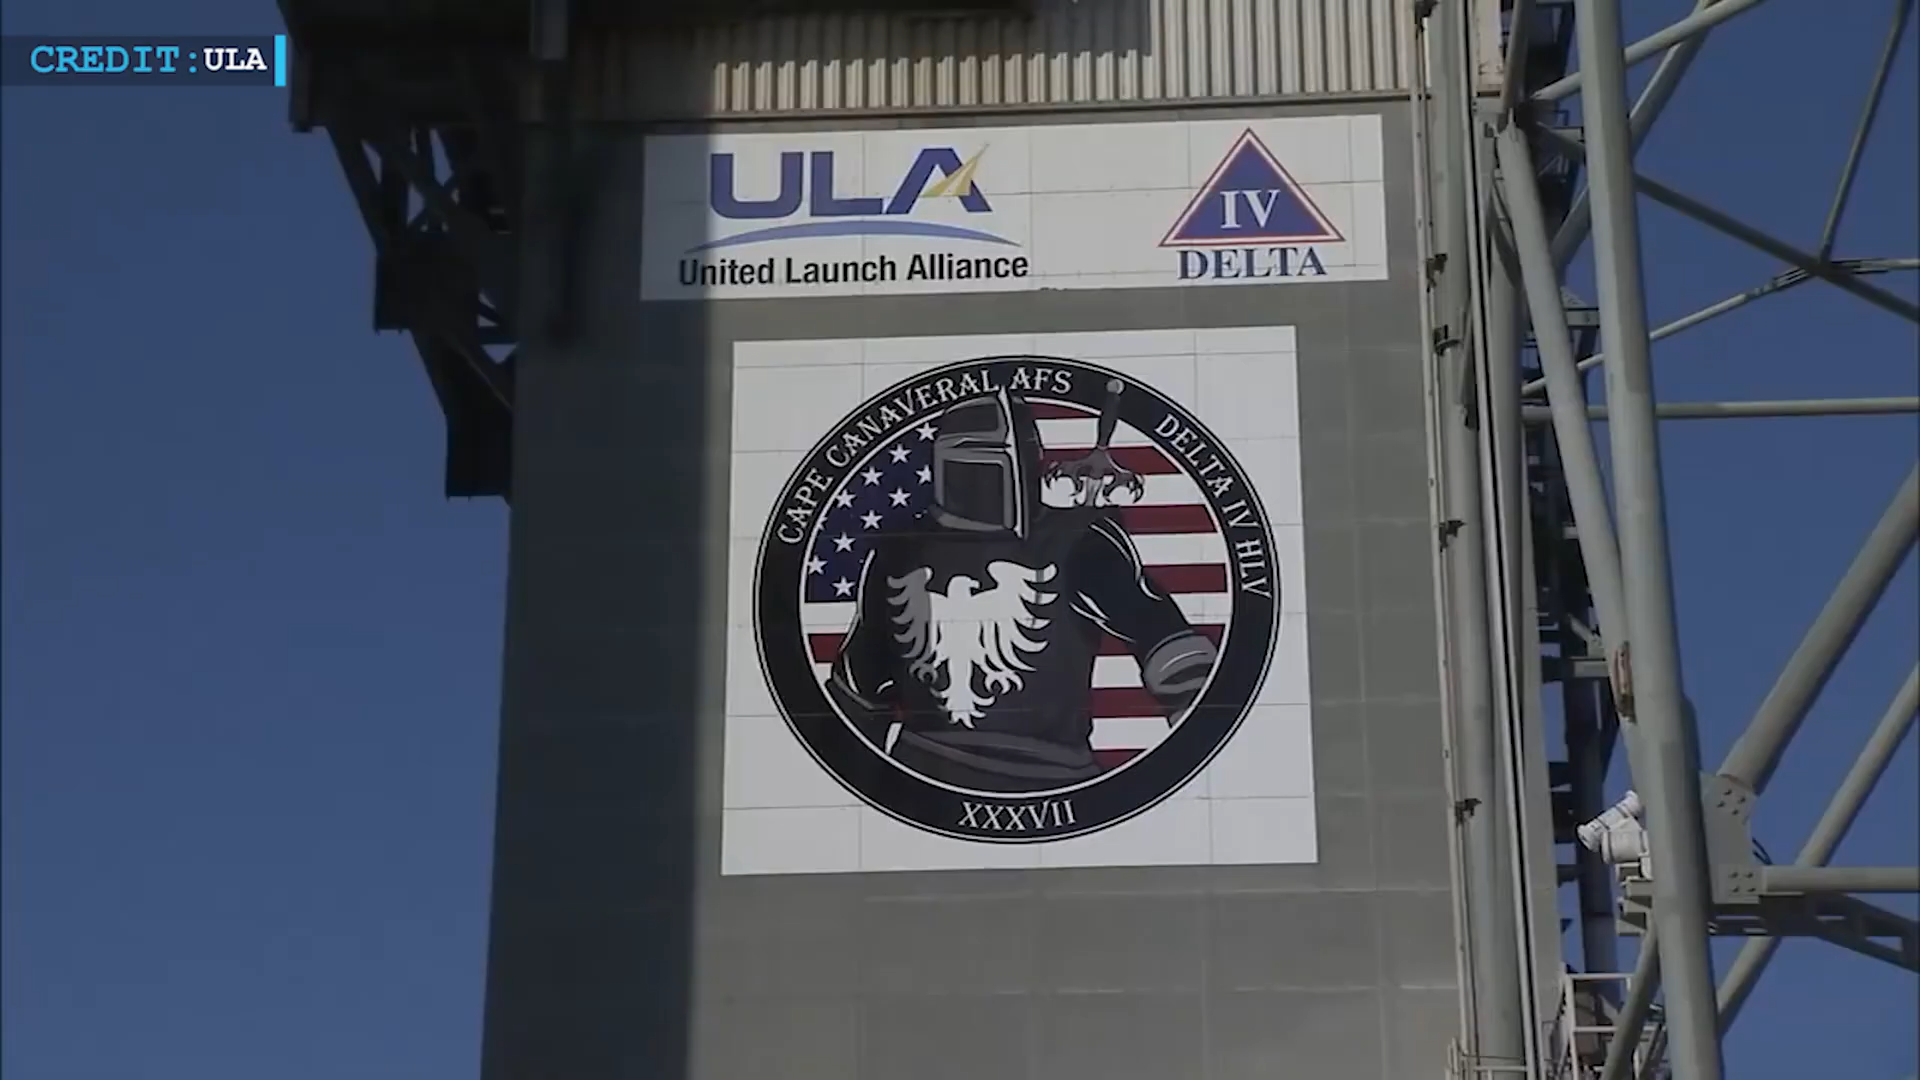 CREDIT:ULA
ULA
United Launch Alliance
IV
DELTA
CAPE CANAVERAL AFS
DELTA IV HLV
XXXVII